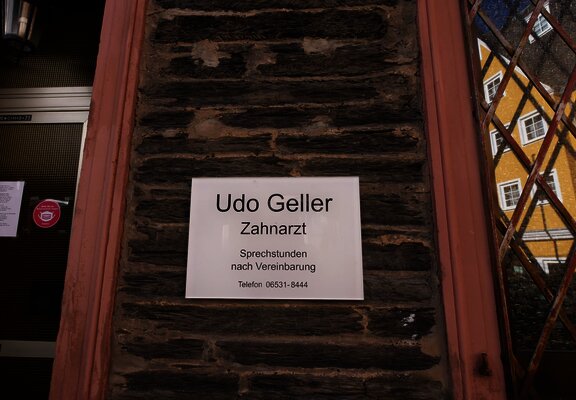 Udo Geller
Zahnarzt
Sprechstunden
nach Vereinbarung
Telefon 06531-8444